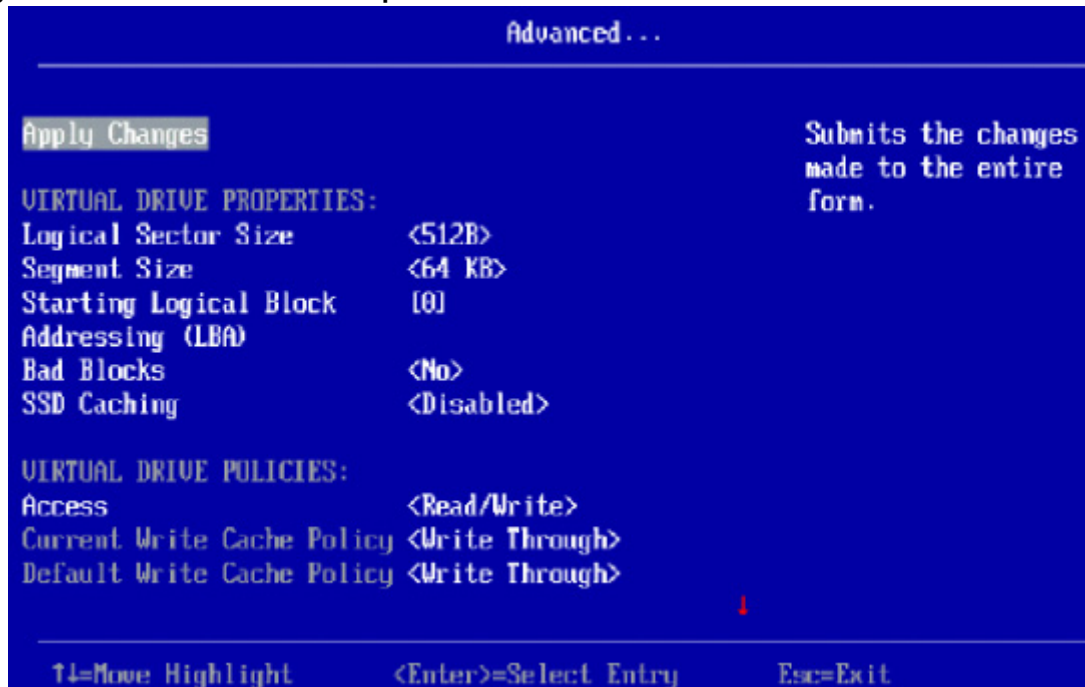 Advanced...
Apply Changes
Submits the changes
made to the entire
form.
VIRTUAL DRIVE PROPERTIES:
Logical Sector Size <512B>
Segment Size <64 KB>
Starting Logical Block [0]
Addressing (LBA)
Bad Blocks <No>
SSD Caching <Disabled>
VIRTUAL DRIVE POLICIES:
Access <Read/Write>
Current Write Cache Policy <Write Through>
Default Write Cache Policy <Write Through>
↓
↑↓=Move Highlight <Enter>=Select Entry Esc=Exit